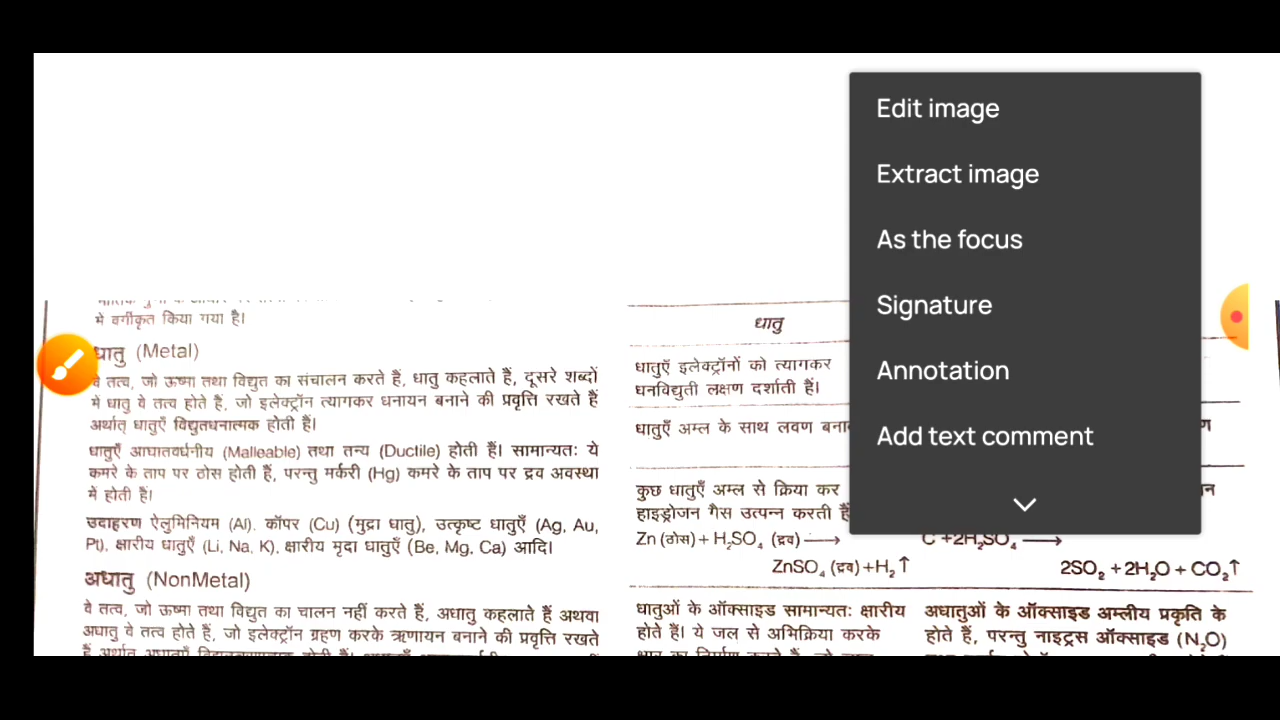 में वर्गीकृत किया गया है।
धातु (Metal)
वे तत्व, जो ऊष्मा तथा विद्युत का संचालन करते हैं, धातु कहलाते हैं, दूसरे शब्दों
में धातु वे तत्व होते हैं, जो इलेक्ट्रॉन त्यागकर धनायन बनाने की प्रवृत्ति रखते हैं
अर्थात् धातुएँ विद्युतधनात्मक होती हैं।
धातुएँ आघातवर्धनीय (Malleable) तथा तन्य (Ductile) होती हैं। सामान्यतः ये
कमरे के ताप पर ठोस होती हैं, परन्तु मर्करी (Hg) कमरे के ताप पर द्रव अवस्था
में होती है।
उदाहरण ऐलुमिनियम (Al). कॉपर (Cu) (मुद्रा धातु), उत्कृष्ट धातुएँ (Ag, Au,
Pt), क्षारीय धातुएँ (Li, Na, K), क्षारीय मृदा धातुएँ (Be, Mg, Ca) आदि।
अधातु (NonMetal)
वे तत्व, जो ऊष्मा तथा विद्युत का चालन नहीं करते हैं, अधातु कहलाते हैं अथवा
अधातु वे तत्व होते हैं, जो इलेक्ट्रॉन ग्रहण करके ऋणायन बनाने की प्रवृत्ति रखते
धातु
धातुएँ इलेक्ट्रॉनों को त्यागकर
धनविद्युती लक्षण दर्शाती हैं।
धातुएँ अम्ल के साथ लवण
कुछ धातुएँ अम्ल से क्रिया कर
हाइड्रोजन गैस उत्पन्न करती हैं
Zn (ठोस) + H₂SO₄ (द्रव) ⟶
ZnSO₄ (द्रव) +H₂↑
धातुओं के ऑक्साइड सामान्यतः क्षारीय
होते हैं। ये जल से अभिक्रिया करके
C +2H₂SO₄ ⟶
2SO₂ +2H₂O + CO₂↑
अधातुओं के ऑक्साइड अम्लीय प्रकृति के
होते हैं, परन्तु नाइट्रस ऑक्साइड (N₂O)
Edit image
Extract image
As the focus
Signature
Annotation
Add text comment